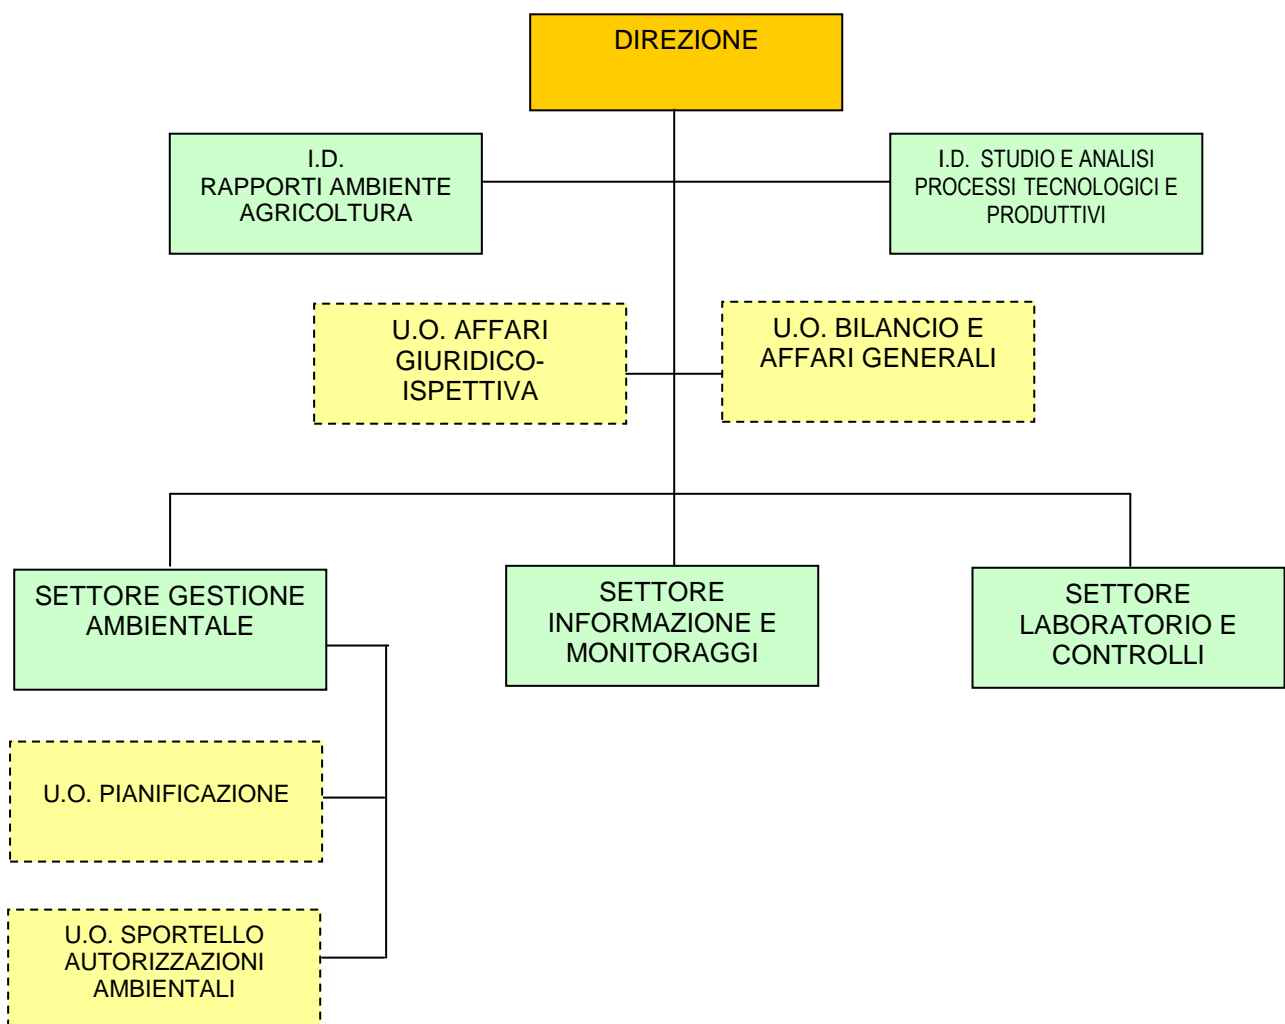 DIREZIONE
I.D.
RAPPORTI AMBIENTE
AGRICOLTURA
I.D. STUDIO E ANALISI
PROCESSI TECNOLOGICI E
PRODUTTIVI
U.O. AFFARI
GIURIDICO-
ISPETTIVA
U.O. BILANCIO E
AFFARI GENERALI
SETTORE GESTIONE
AMBIENTALE
SETTORE
INFORMAZIONE E
MONITORAGGI
SETTORE
LABORATORIO E
CONTROLLI
U.O. PIANIFICAZIONE
U.O. SPORTELLO
AUTORIZZAZIONI
AMBIENTALI